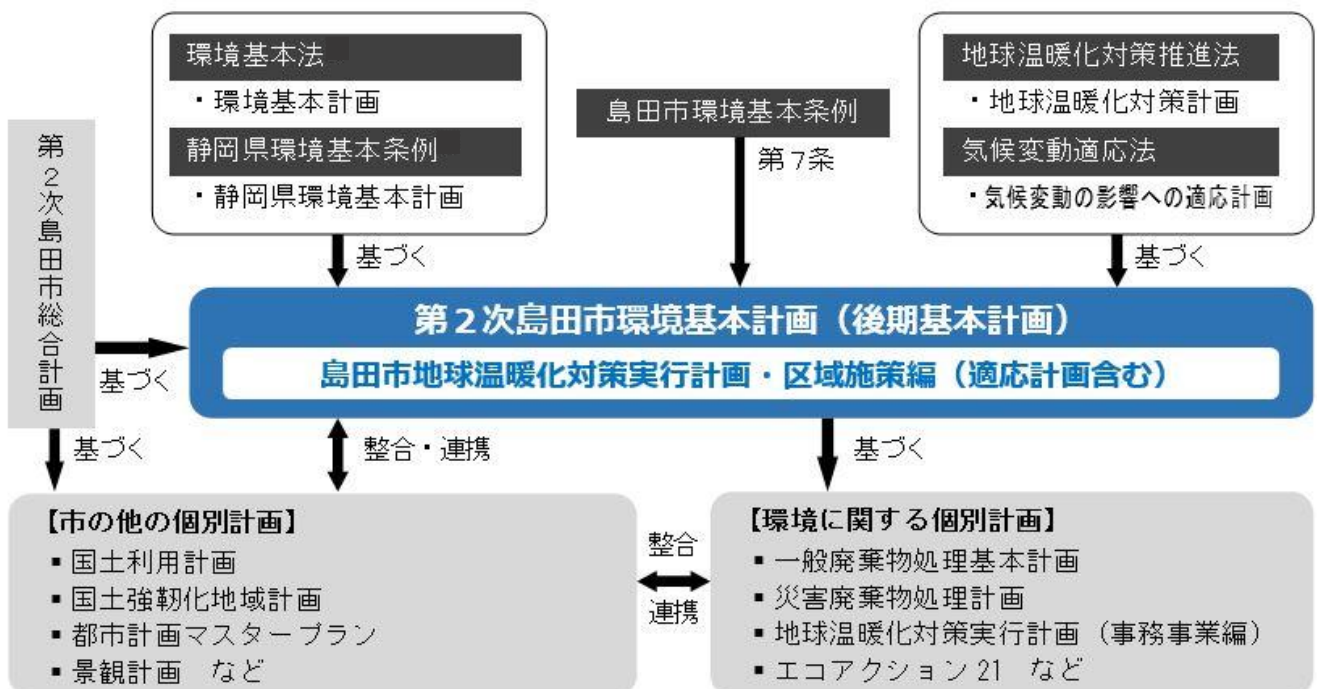 環境基本法
・環境基本計画
静岡県環境基本条例
・静岡県環境基本計画
島田市環境基本条例
第7条
地球温暖化対策推進法
・地球温暖化対策計画
気候変動適応法
・気候変動の影響への適応計画
第2次島田市総合計画
基づく
基づく
第2次島田市環境基本計画（後期基本計画）
島田市地球温暖化対策実行計画・区域施策編（適応計画含む）
基づく
基づく
整合・連携
基づく
【市の他の個別計画】
▪国土利用計画
▪国土強靭化地域計画
▪都市計画マスタープラン
▪景観計画　など
整合
連携
【環境に関する個別計画】
▪一般廃棄物処理基本計画
▪災害廃棄物処理計画
▪地球温暖化対策実行計画（事務事業編）
▪エコアクション21　など